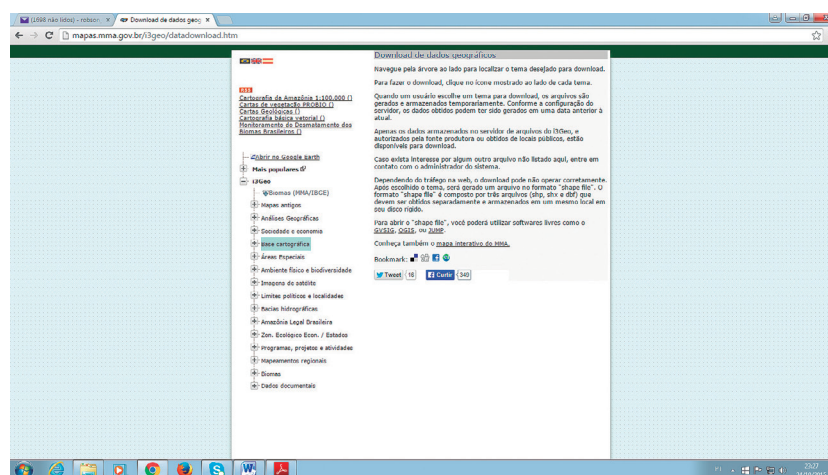 (1698 não lidos) - robson
Download de dados geog
mapas.mma.gov.br/i3geo/datadownload.htm
Cartografia da Amazônia 1:100.000 ()
Cartas de vegetação PROBIO ()
Cartas Geológicas ()
Cartografia básica vetorial ()
Monitoramento do Desmatamento dos
Biomas Brasileiros ()
Abrir no Google Earth
Mais populares
i3Geo
Biomas (MMA/IBGE)
Mapas antigos
Análises Geográficas
Sociedade e economia
Base cartográfica
Áreas Especiais
Ambiente físico e biodiversidade
Imagens de satélite
Limites políticos e localidades
Bacias hidrográficas
Amazônia Legal Brasileira
Zon. Ecológico Econ. / Estados
Programas, projetos e atividades
Mapeamentos regionais
Biomas
Dados documentais
Download de dados geográficos
Navegue pela árvore ao lado para localizar o tema desejado para download.
Para fazer o download, clique no ícone mostrado ao lado de cada tema.
Quando um usuário escolhe um tema para download, os arquivos são
gerados e armazenados temporariamente. Conforme a configuração do
servidor, os dados obtidos podem ter sido gerados em uma data anterior à
atual.
Apenas os dados armazenados no servidor de arquivos do I3Geo, e
autorizados pela fonte produtora ou obtidos de locais públicos, estão
disponíveis para download.
Caso exista interesse por algum outro arquivo não listado aqui, entre em
contato com o administrador do sistema.
Dependendo do tráfego na web, o download pode não operar corretamente.
Após escolhido o tema, será gerado um arquivo no formato "shape file". O
formato "shape file" é composto por três arquivos (shp, shx e dbf) que
devem ser obtidos separadamente e armazenados em um mesmo local em
seu disco rígido.
Para abrir o "shape file", você poderá utilizar softwares livres como o
GVSIG, QGIS, ou JUMP.
Conheça também o mapa interativo do MMA.
Bookmark:
Tweet 18 Curtir 340
PT
23:27